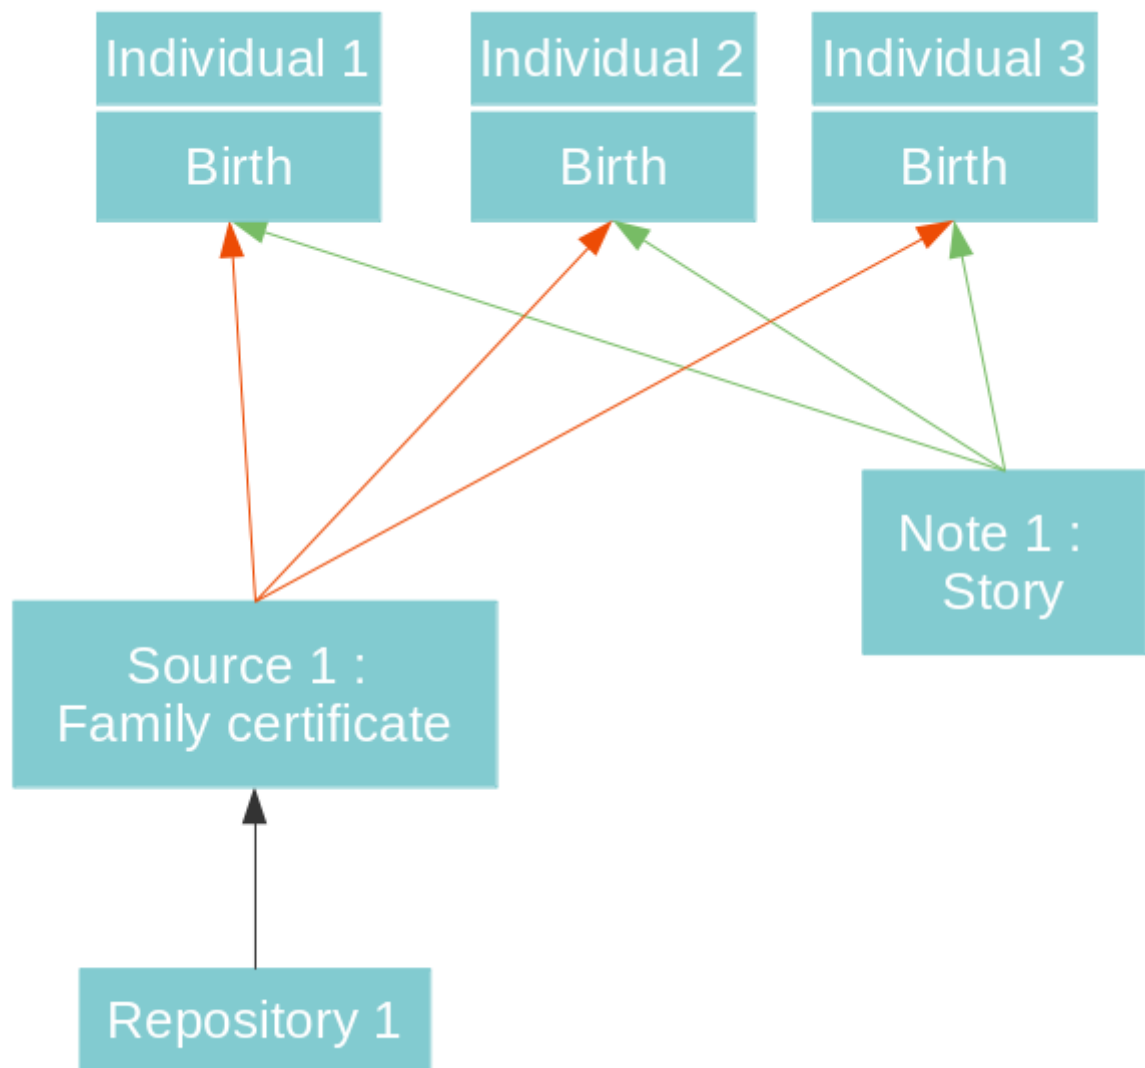 Individual 1
Individual 2
Individual 3
Birth
Birth
Birth
Note 1 :
Story
Source 1 :
Family certificate
Repository 1